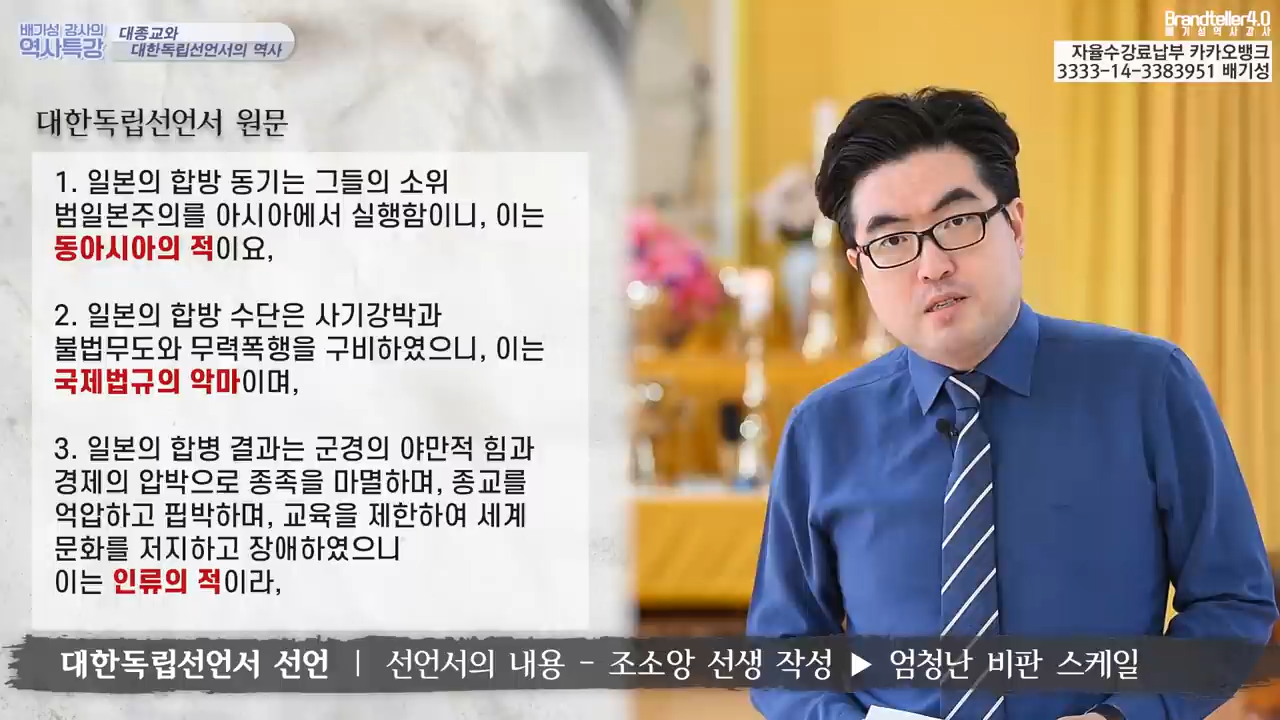 배기성 강사의
역사특강
대종교와
대한독립선언서의 역사
Brandteller4.0
배기성역사강사
자율수강료납부 카카오뱅크
3333-14-3383951 배기성
대한독립선언서 원문
1. 일본의 합방 동기는 그들의 소위
범일본주의를 아시아에서 실행함이니, 이는
동아시아의 적이요,
2. 일본의 합방 수단은 사기강박과
불법무도와 무력폭행을 구비하였으니, 이는
국제법규의 악마이며,
3. 일본의 합병 결과는 군경의 야만적 힘과
경제의 압박으로 종족을 마멸하며, 종교를
억압하고 핍박하며, 교육을 제한하여 세계
문화를 저지하고 장애하였으니
이는 인류의 적이라,
대한독립선언서 선언 | 선언서의 내용 - 조소앙 선생 작성 ▶ 엄청난 비판 스케일